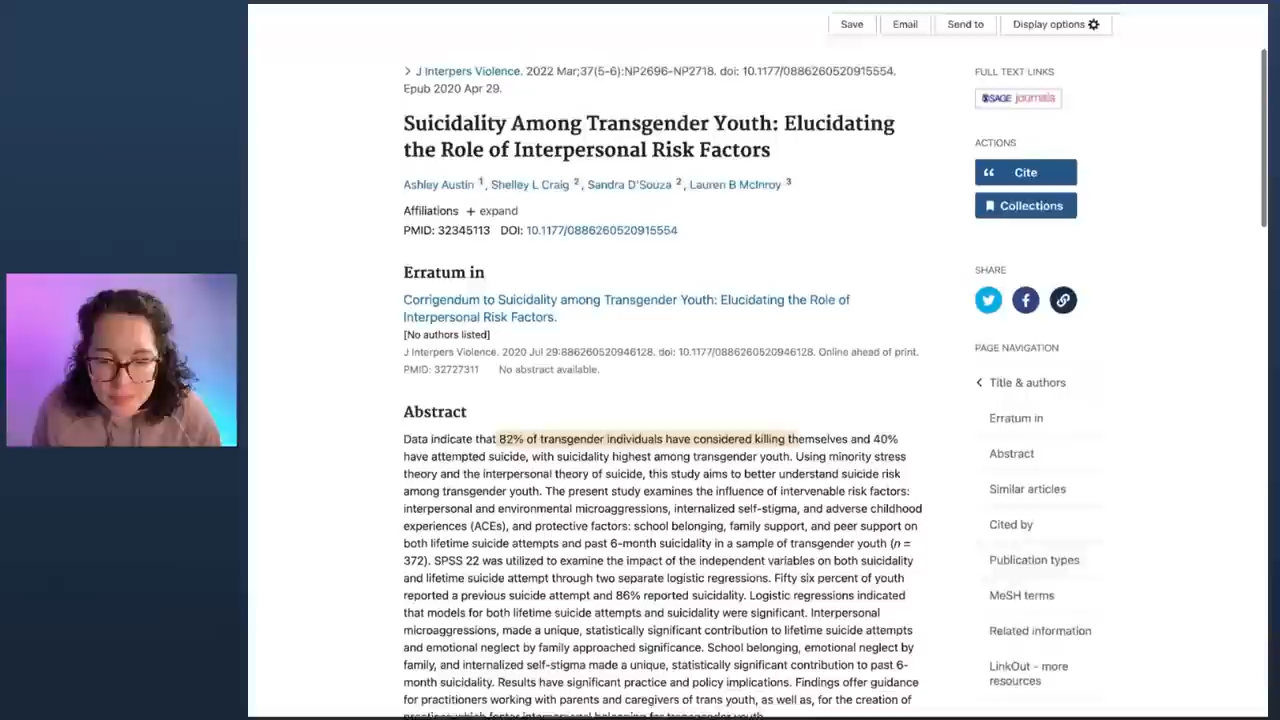 Save
Email
Send to
Display options
J Interpers Violence. 2022 Mar;37(5-6):NP2696-NP2718. doi: 10.1177/0886260520915554.
Epub 2020 Apr 29.
Suicidality Among Transgender Youth: Elucidating
the Role of Interpersonal Risk Factors
Ashley Austin 1, Shelley L Craig 2, Sandra D'Souza 2, Lauren B McInroy 3
Affiliations + expand
PMID: 32345113 DOI: 10.1177/0886260520915554
Erratum in
Corrigendum to Suicidality among Transgender Youth: Elucidating the Role of
Interpersonal Risk Factors.
[No authors listed]
J Interpers Violence. 2020 Jul 29:886260520946128. doi: 10.1177/0886260520946128. Online ahead of print.
PMID: 32727311 No abstract available.
Abstract
Data indicate that 82% of transgender individuals have considered killing themselves and 40%
have attempted suicide, with suicidality highest among transgender youth. Using minority stress
theory and the interpersonal theory of suicide, this study aims to better understand suicide risk
among transgender youth. The present study examines the influence of intervenable risk factors:
interpersonal and environmental microaggressions, internalized self-stigma, and adverse childhood
experiences (ACEs), and protective factors: school belonging, family support, and peer support on
both lifetime suicide attempts and past 6-month suicidality in a sample of transgender youth (n =
372). SPSS 22 was utilized to examine the impact of the independent variables on both suicidality
and lifetime suicide attempt through two separate logistic regressions. Fifty six percent of youth
reported a previous suicide attempt and 86% reported suicidality. Logistic regressions indicated
that models for both lifetime suicide attempts and suicidality were significant. Interpersonal
microaggressions, made a unique, statistically significant contribution to lifetime suicide attempts
and emotional neglect by family approached significance. School belonging, emotional neglect by
family, and internalized self-stigma made a unique, statistically significant contribution to past 6-
month suicidality. Results have significant practice and policy implications. Findings offer guidance
for practitioners working with parents and caregivers of trans youth, as well as, for the creation of
practices which foster interpersonal belonging for transgender youth.
FULL TEXT LINKS
SAGE journals
ACTIONS
Cite
Collections
SHARE
PAGE NAVIGATION
Title & authors
Erratum in
Abstract
Similar articles
Cited by
Publication types
MeSH terms
Related information
LinkOut - more
resources